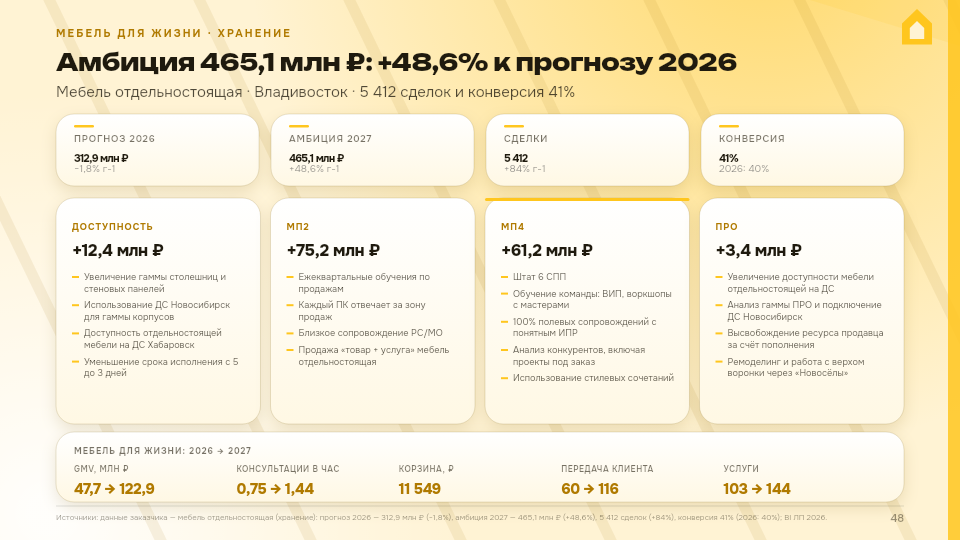 МЕБЕЛЬ ДЛЯ ЖИЗНИ · ХРАНЕНИЕ
Амбиция 465,1 млн ₽: +48,6% к прогнозу 2026
Мебель отдельностоящая · Владивосток · 5 412 сделок и конверсия 41%
ПРОГНОЗ 2026
312,9 млн ₽
−1,8% г-1
АМБИЦИЯ 2027
465,1 млн ₽
+48,6% г-1
СДЕЛКИ
5 412
+84% г-1
КОНВЕРСИЯ
41%
2026: 40%
ДОСТУПНОСТЬ
+12,4 млн ₽
Увеличение гаммы столешниц и
стеновых панелей
Использование ДС Новосибирск
для гаммы корпусов
Доступность отдельностоящей
мебели на ДС Хабаровск
Уменьшение срока исполнения с 5
до 3 дней
МП2
+75,2 млн ₽
Ежеквартальные обучения по
продажам
Каждый ПК отвечает за зону
продаж
Близкое сопровождение РС/МО
Продажа «товар + услуга» мебель
отдельностоящая
МП4
+61,2 млн ₽
Штат 6 СПП
Обучение команды: ВИП, воркшопы
с мастерами
100% полевых сопровождений с
понятным ИПР
Анализ конкурентов, включая
проекты под заказ
Использование стилевых сочетаний
ПРО
+3,4 млн ₽
Увеличение доступности мебели
отдельностоящей на ДС
Анализ гаммы ПРО и подключение
ДС Новосибирск
Высвобождение ресурса продавца
за счёт пополнения
Ремоделинг и работа с верхом
воронки через «Новосёлы»
МЕБЕЛЬ ДЛЯ ЖИЗНИ: 2026 → 2027
GMV, МЛН ₽
47,7 → 122,9
КОНСУЛЬТАЦИИ В ЧАС
0,75 → 1,44
КОРЗИНА, ₽
11 549
ПЕРЕДАЧА КЛИЕНТА
60 → 116
УСЛУГИ
103 → 144
Источники: данные заказчика — мебель отдельностоящая (хранение): прогноз 2026 — 312,9 млн ₽ (−1,8%), амбиция 2027 — 465,1 млн ₽ (+48,6%), 5 412 сделок (+84%), конверсия 41% (2026: 40%); BI ЛП 2026.
48